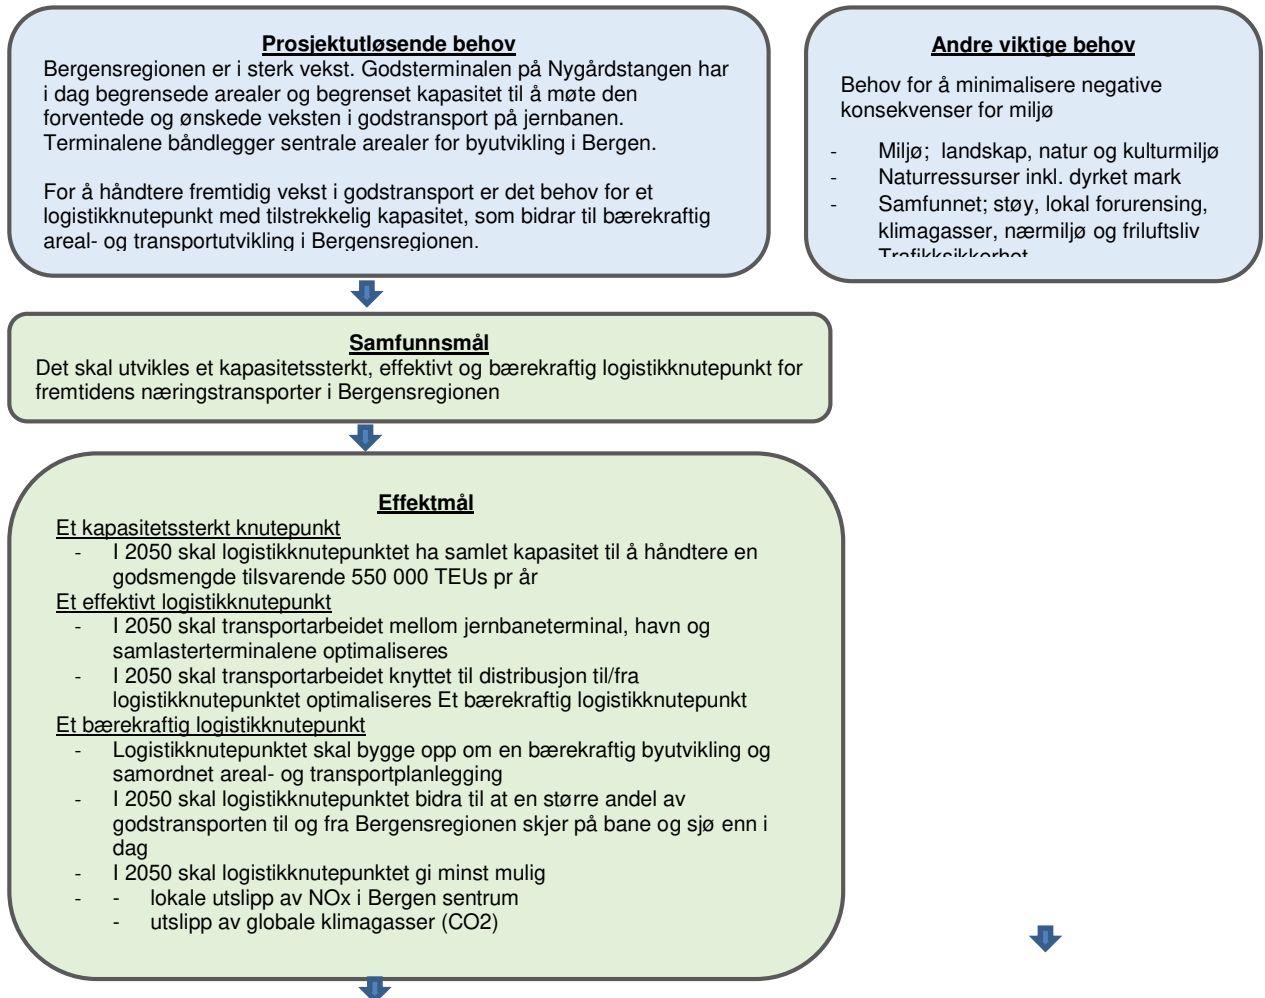 Prosjektutløsende behov
Bergensregionen er i sterk vekst. Godsterminalen på Nygårdstangen har
i dag begrensede arealer og begrenset kapasitet til å møte den
forventede og ønskede veksten i godstransport på jernbanen.
Terminalene båndlegger sentrale arealer for byutvikling i Bergen.
For å håndtere fremtidig vekst i godstransport er det behov for et
logistikknutepunkt med tilstrekkelig kapasitet, som bidrar til bærekraftig
areal- og transportutvikling i Bergensregionen.
Andre viktige behov
Behov for å minimalisere negative
konsekvenser for miljø
- Miljø;  landskap, natur og kulturmiljø
- Naturressurser inkl. dyrket mark
- Samfunnet; støy, lokal forurensing,
klimagasser, nærmiljø og friluftsliv
Trafikksikkerhet
Samfunnsmål
Det skal utvikles et kapasitetssterkt, effektivt og bærekraftig logistikknutepunkt for
fremtidens næringstransporter i Bergensregionen
Effektmål
Et kapasitetssterkt knutepunkt
- I 2050 skal logistikknutepunktet ha samlet kapasitet til å håndtere en
godsmengde tilsvarende 550 000 TEUs pr år
Et effektivt logistikknutepunkt
- I 2050 skal transportarbeidet mellom jernbaneterminal, havn og
samlasterterminalene optimaliseres
- I 2050 skal transportarbeidet knyttet til distribusjon til/fra
logistikknutepunktet optimaliseres Et bærekraftig logistikknutepunkt
Et bærekraftig logistikknutepunkt
- Logistikknutepunktet skal bygge opp om en bærekraftig byutvikling og
samordnet areal- og transportplanlegging
- I 2050 skal logistikknutepunktet bidra til at en større andel av
godstransporten til og fra Bergensregionen skjer på bane og sjø enn i
dag
- I 2050 skal logistikknutepunktet gi minst mulig
- - lokale utslipp av NOx i Bergen sentrum
- utslipp av globale klimagasser (CO2)